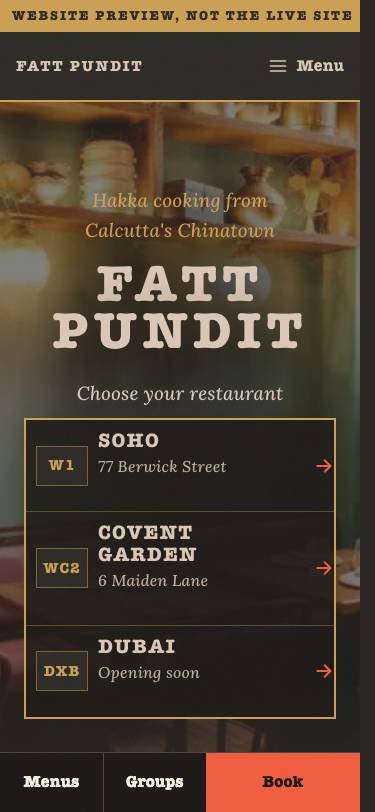 WEBSITE PREVIEW, NOT THE LIVE SITE
FATT PUNDIT
Menu
Hakka cooking from
Calcutta's Chinatown
FATT
PUNDIT
Choose your restaurant
W1
SOHO
77 Berwick Street
WC2
COVENT
GARDEN
6 Maiden Lane
DXB
DUBAI
Opening soon
Menus
Groups
Book